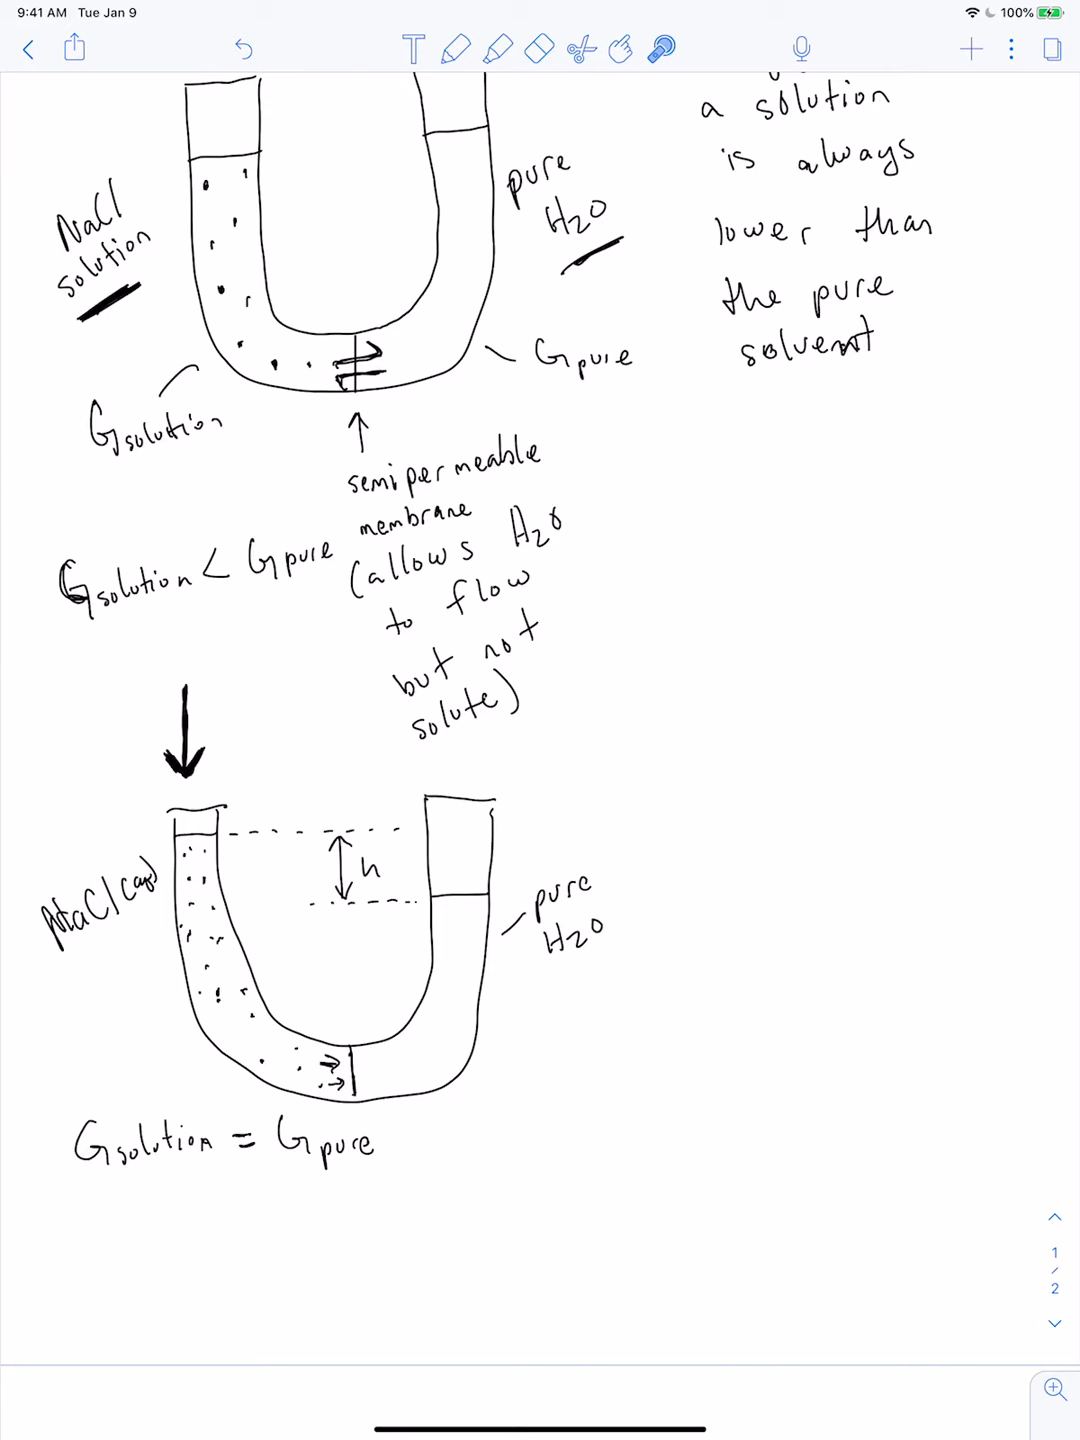 9:41 AM Tue Jan 9
100%
T
a solution
is always
lower than
the pure
solvent
NaCl
solution
pure
H2O
Gsolution
Gpure
semipermeable
membrane
(allows H2O
to flow
but not
solute)
Gsolution < Gpure
h
NaCl(aq)
pure
H2O
Gsolution = Gpure
1
/
2